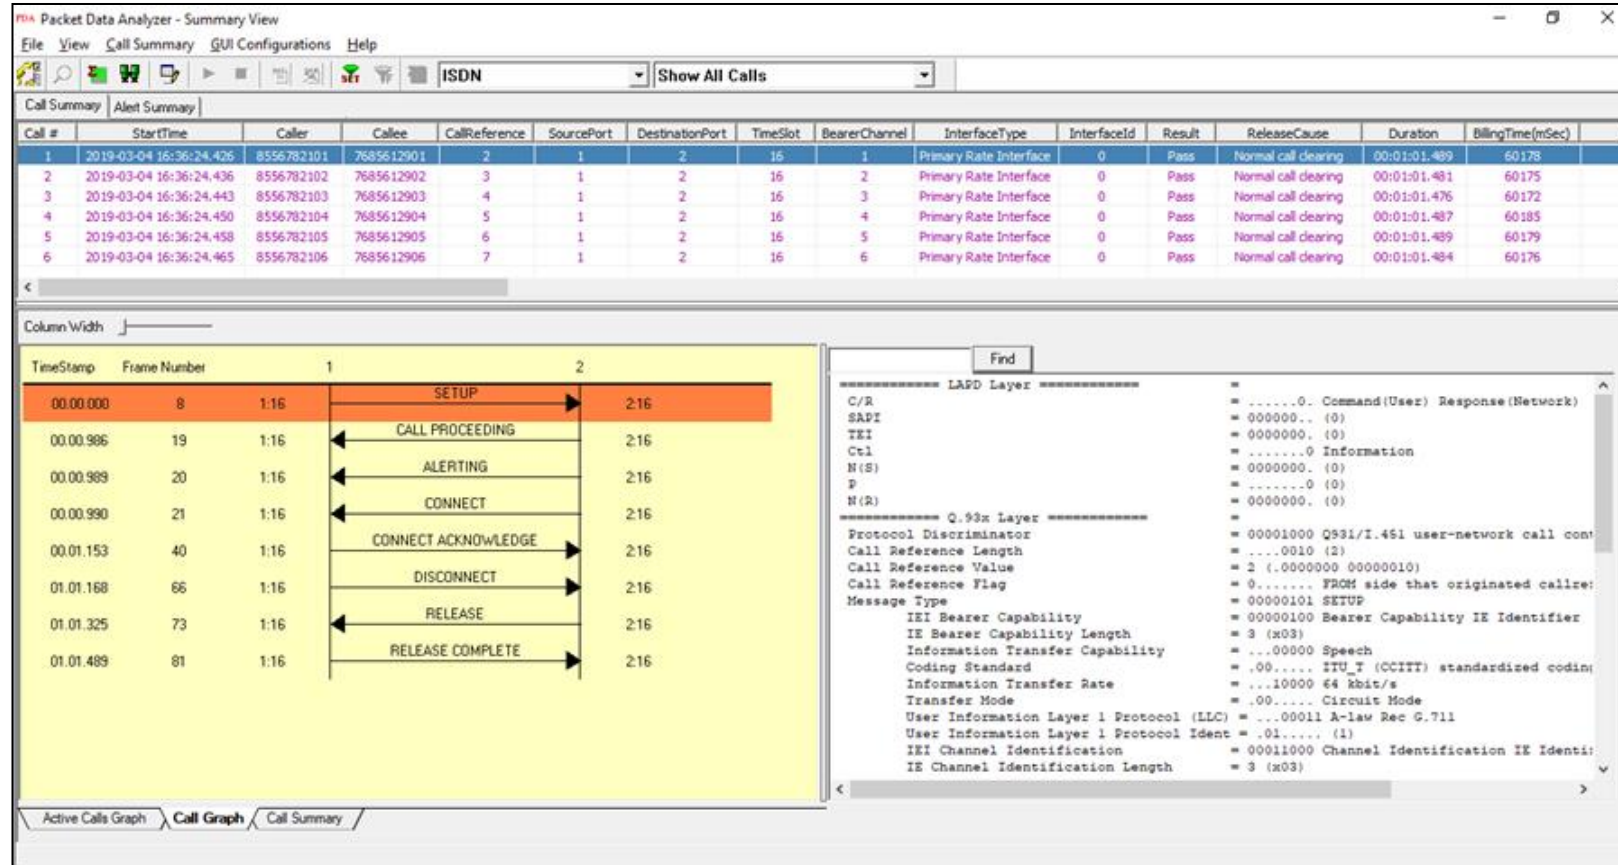 PDA Packet Data Analyzer - Summary View
File View Call Summary GUI Configurations Help
SET ISDN Show All Calls
Call Summary Alert Summary
Call # StartTime Caller Callee CallReference SourcePort DestinationPort TimeSlot BearerChannel InterfaceType InterfaceId Result ReleaseCause Duration BillingTime(mSec)
1 2019-03-04 16:36:24.426 8556782101 7685612901 2 1 2 16 1 Primary Rate Interface 0 Pass Normal call clearing 00:01:01.489 60178
2 2019-03-04 16:36:24.436 8556782102 7685612902 3 1 2 16 2 Primary Rate Interface 0 Pass Normal call clearing 00:01:01.481 60175
3 2019-03-04 16:36:24.443 8556782103 7685612903 4 1 2 16 3 Primary Rate Interface 0 Pass Normal call clearing 00:01:01.476 60172
4 2019-03-04 16:36:24.450 8556782104 7685612904 5 1 2 16 4 Primary Rate Interface 0 Pass Normal call clearing 00:01:01.487 60185
5 2019-03-04 16:36:24.458 8556782105 7685612905 6 1 2 16 5 Primary Rate Interface 0 Pass Normal call clearing 00:01:01.489 60179
6 2019-03-04 16:36:24.465 8556782106 7685612906 7 1 2 16 6 Primary Rate Interface 0 Pass Normal call clearing 00:01:01.484 60176
Column Width
TimeStamp Frame Number 1 2
00.00.000 8 1:16 SETUP 2:16
00.00.986 19 1:16 CALL PROCEEDING 2:16
00.00.989 20 1:16 ALERTING 2:16
00.00.990 21 1:16 CONNECT 2:16
00.01.153 40 1:16 CONNECT ACKNOWLEDGE 2:16
01.01.168 66 1:16 DISCONNECT 2:16
01.01.325 73 1:16 RELEASE 2:16
01.01.489 81 1:16 RELEASE COMPLETE 2:16
Find
============ LAPD Layer ============ =
C/R = ......0. Command(User) Response(Network)
SAPI = 000000.. (0)
TEI = 0000000. (0)
Ctl = .......0 Information
N(S) = 0000000. (0)
P = .......0 (0)
N(R) = 0000000. (0)
============ Q.93x Layer ============ =
Protocol Discriminator = 00001000 Q931/I.451 user-network call cont
Call Reference Length = ....0010 (2)
Call Reference Value = 2 (.0000000 00000010)
Call Reference Flag = 0....... FROM side that originated callre
Message Type = 00000101 SETUP
IEI Bearer Capability = 00000100 Bearer Capability IE Identifier
IE Bearer Capability Length = 3 (x03)
Information Transfer Capability = ...00000 Speech
Coding Standard = .00..... ITU_T (CCITT) standardized coding
Information Transfer Rate = ...10000 64 kbit/s
Transfer Mode = .00..... Circuit Mode
User Information Layer 1 Protocol (LLC) = ...00011 A-law Rec G.711
User Information Layer 1 Protocol Ident = .01..... (1)
IEI Channel Identification = 00011000 Channel Identification IE Identi
IE Channel Identification Length = 3 (x03)
Active Calls Graph Call Graph Call Summary